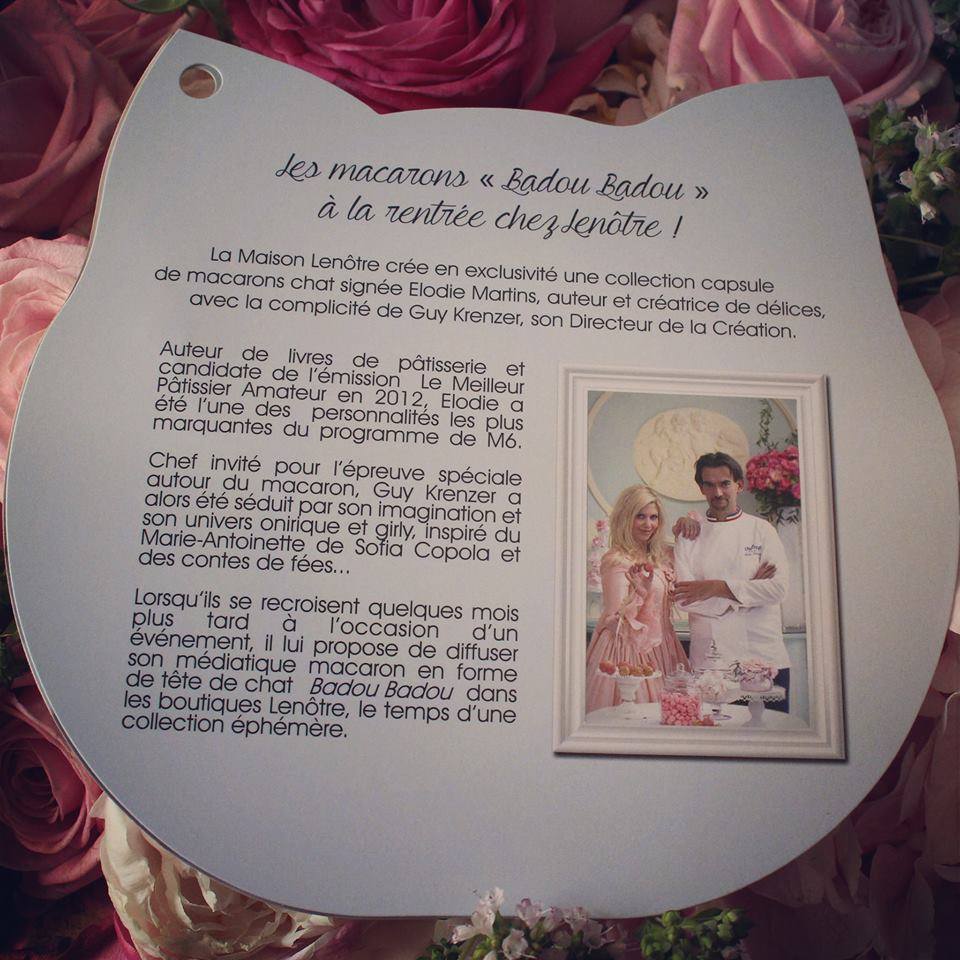 Les macarons « Badou Badou »
à la rentrée chez Lenôtre !
La Maison Lenôtre crée en exclusivité une collection capsule
de macarons chat signée Elodie Martins, auteur et créatrice de délices,
avec la complicité de Guy Krenzer, son Directeur de la Création.
Auteur de livres de pâtisserie et
candidate de l'émission Le Meilleur
Pâtissier Amateur en 2012, Elodie a
été l'une des personnalités les plus
marquantes du programme de M6.
Chef invité pour l'épreuve spéciale
autour du macaron, Guy Krenzer a
alors été séduit par son imagination et
son univers onirique et girly, inspiré du
Marie-Antoinette de Sofia Copola et
des contes de fées...
Lorsqu'ils se recroisent quelques mois
plus tard à l'occasion d'un
événement, il lui propose de diffuser
son médiatique macaron en forme
de tête de chat Badou Badou dans
les boutiques Lenôtre, le temps d'une
collection éphémère.